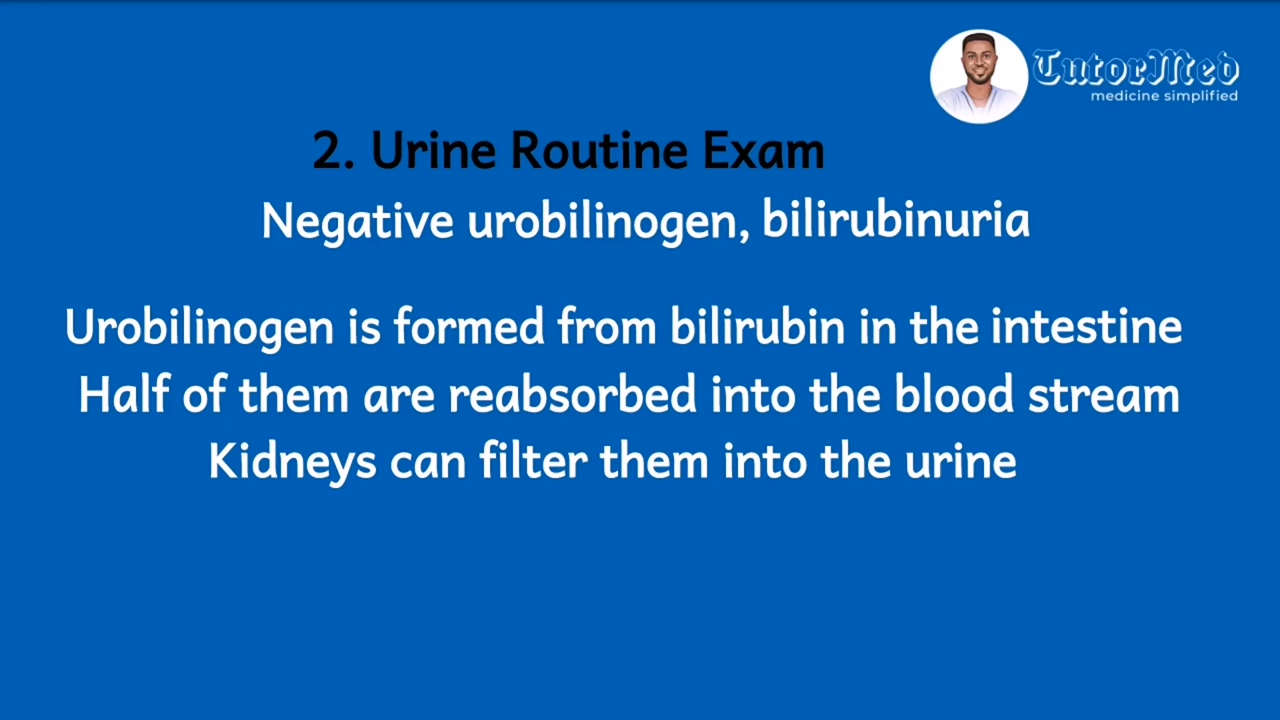 TutorMed
medicine simplified
2. Urine Routine Exam
Negative urobilinogen, bilirubinuria
Urobilinogen is formed from bilirubin in the intestine
Half of them are reabsorbed into the blood stream
Kidneys can filter them into the urine